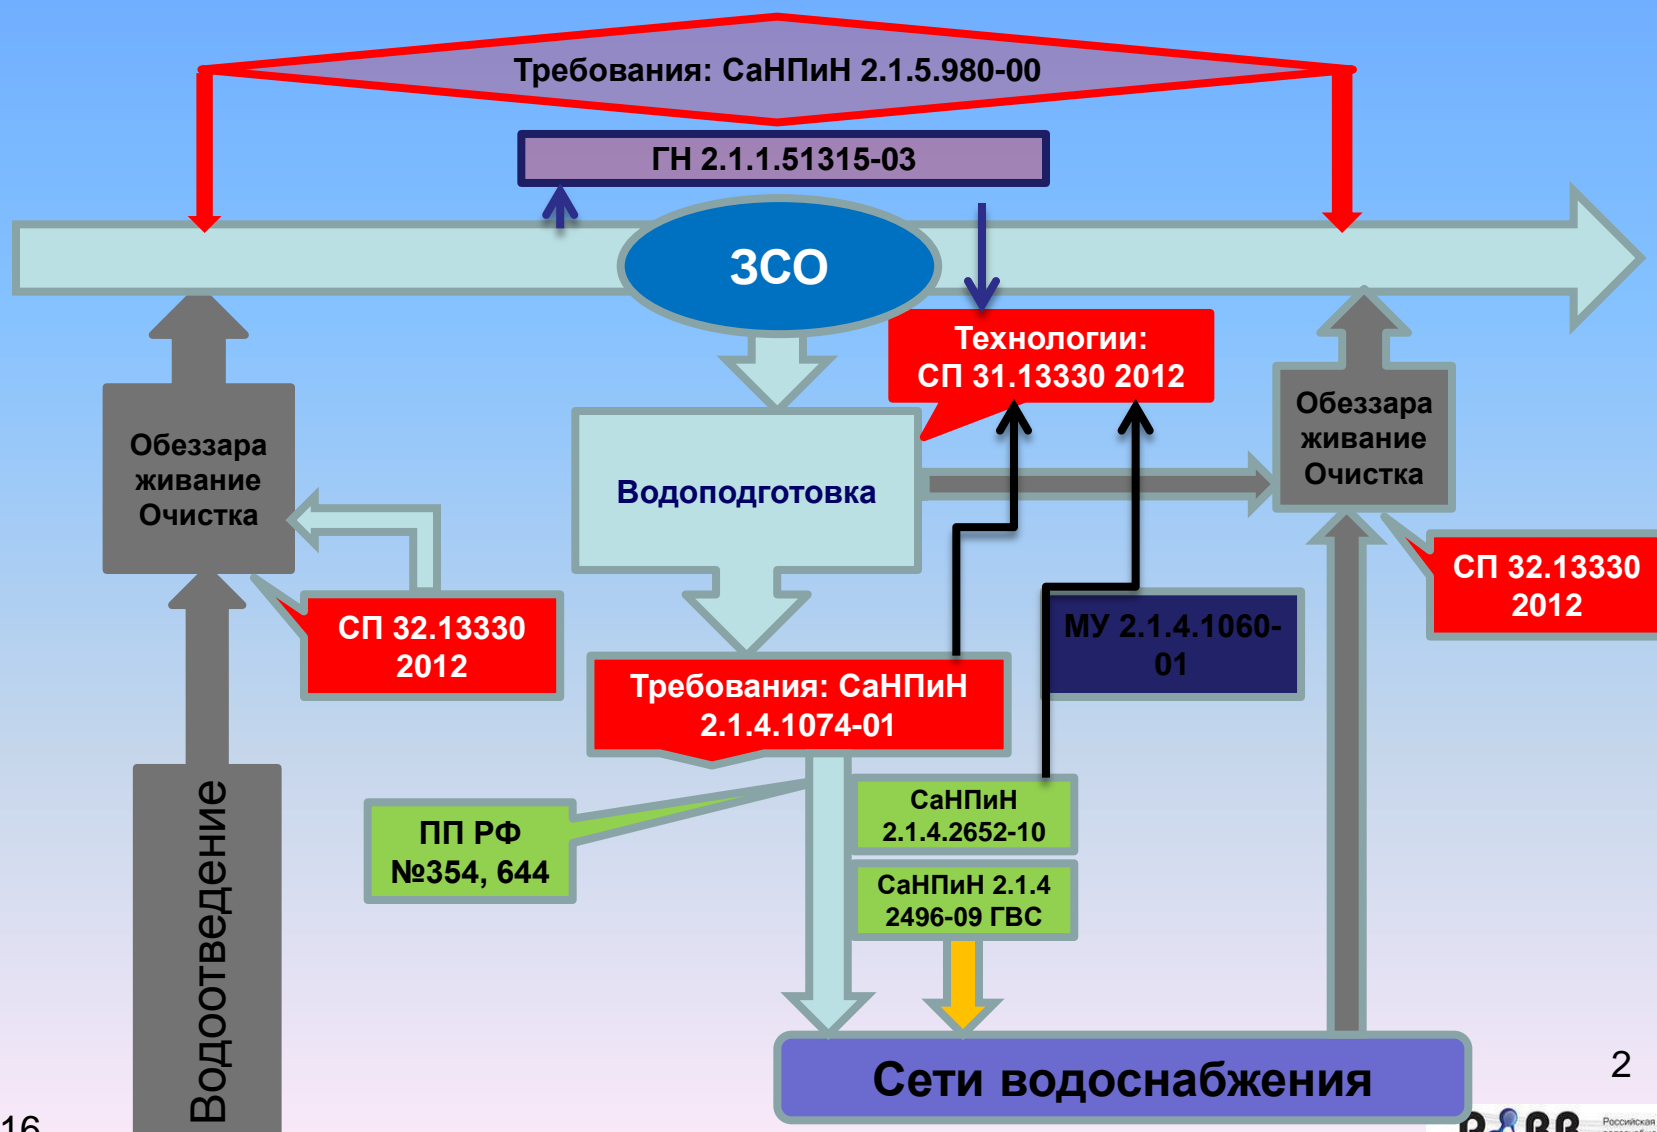 Требования: СаНПиН 2.1.5.980-00
ГН 2.1.1.51315-03
ЗСО
Технологии:
СП 31.13330 2012
Обеззара
живание
Очистка
Обеззара
живание
Очистка
Водоподготовка
СП 32.13330
2012
СП 32.13330
2012
МУ 2.1.4.1060-
01
Требования: СаНПиН
2.1.4.1074-01
ПП РФ
№354, 644
СаНПиН
2.1.4.2652-10
СаНПиН 2.1.4
2496-09 ГВС
Водоотведение
Сети водоснабжения
2
16
Российская